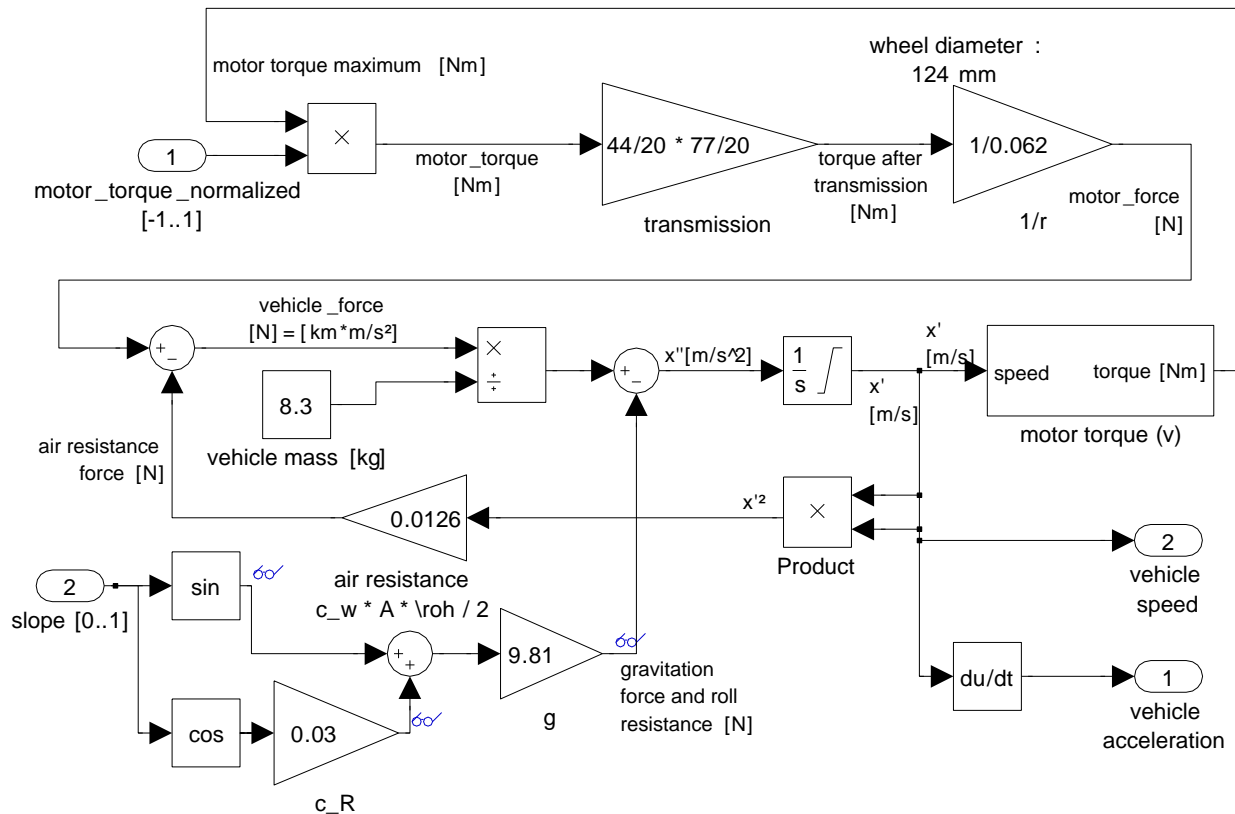 wheel diameter :
124 mm
motor torque maximum [Nm]
×
1
motor_torque_normalized
[-1..1]
motor_torque
[Nm]
44/20 * 77/20
transmission
torque after
transmission
[Nm]
1/0.062
1/r
motor_force
[N]
vehicle _force
[N] = [km*m/s²]
+
−
×
÷
8.3
vehicle mass [kg]
+
−
x''[m/s^2]
1
s
x'
[m/s]
x'
[m/s]
speed
torque [Nm]
motor torque (v)
air resistance
force [N]
0.0126
x'²
×
Product
air resistance
c_w * A * \roh / 2
2
slope [0..1]
sin
cos
0.03
c_R
+
+
9.81
g
gravitation
force and roll
resistance [N]
2
vehicle
speed
du/dt
1
vehicle
acceleration